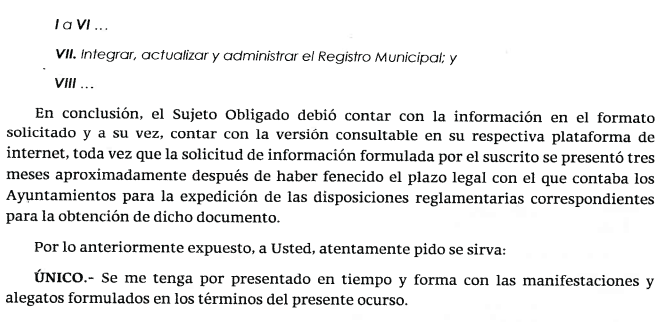 I a VI ...
VII. Integrar, actualizar y administrar el Registro Municipal; y
VIII ...
En conclusión, el Sujeto Obligado debió contar con la información en el formato
solicitado y a su vez, contar con la versión consultable en su respectiva plataforma de
internet, toda vez que la solicitud de información formulada por el suscrito se presentó tres
meses aproximadamente después de haber fenecido el plazo legal con el que contaba los
Ayuntamientos para la expedición de las disposiciones reglamentarias correspondientes
para la obtención de dicho documento.
Por lo anteriormente expuesto, a Usted, atentamente pido se sirva:
ÚNICO.- Se me tenga por presentado en tiempo y forma con las manifestaciones y
alegatos formulados en los términos del presente ocurso.